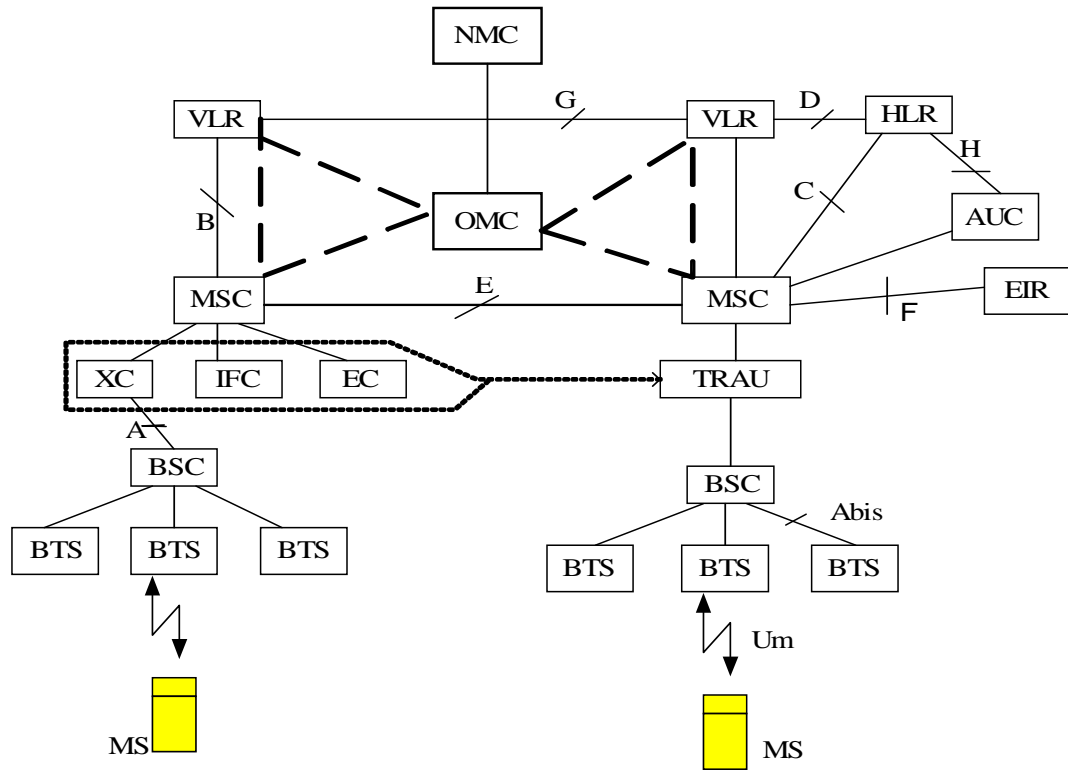 NMC
G
D
VLR
VLR
HLR
H
B
C
OMC
AUC
E
MSC
MSC
EIR
F
XC
IFC
EC
TRAU
A
BSC
BSC
Abis
BTS
BTS
BTS
BTS
BTS
BTS
Um
MS
MS